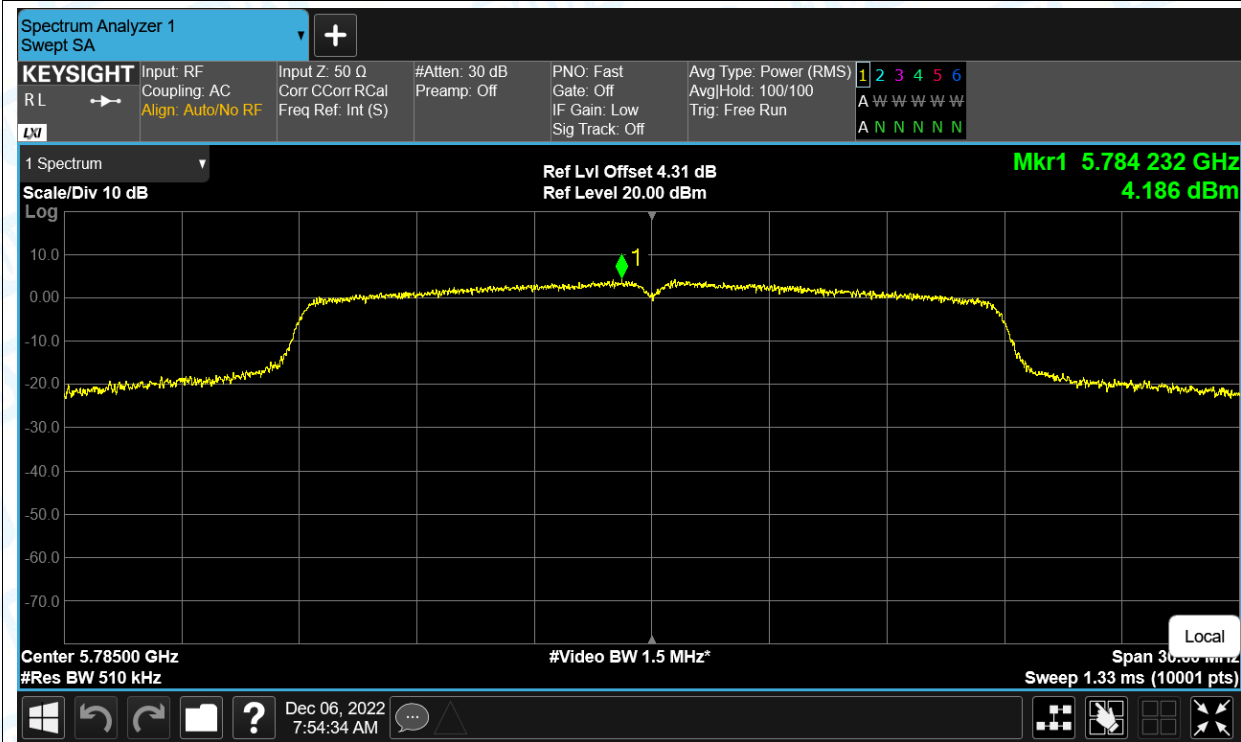 Spectrum Analyzer 1
Swept SA
KEYSIGHT
R L
LXI
Input: RF
Coupling: AC
Align: Auto/No RF
Input Z: 50 Ω
Corr CCorr RCal
Freq Ref: Int (S)
#Atten: 30 dB
Preamp: Off
PNO: Fast
Gate: Off
IF Gain: Low
Sig Track: Off
Avg Type: Power (RMS)
Avg|Hold: 100/100
Trig: Free Run
1 2 3 4 5 6
A W W W W W
A N N N N N
1 Spectrum
Scale/Div 10 dB
Log
Ref Lvl Offset 4.31 dB
Ref Level 20.00 dBm
Mkr1 5.784 232 GHz
4.186 dBm
1
10.0
0.00
-10.0
-20.0
-30.0
-40.0
-50.0
-60.0
-70.0
Local
Center 5.78500 GHz
#Video BW 1.5 MHz*
Span 30.00 MHz
#Res BW 510 kHz
Sweep 1.33 ms (10001 pts)
?
Dec 06, 2022
7:54:34 AM